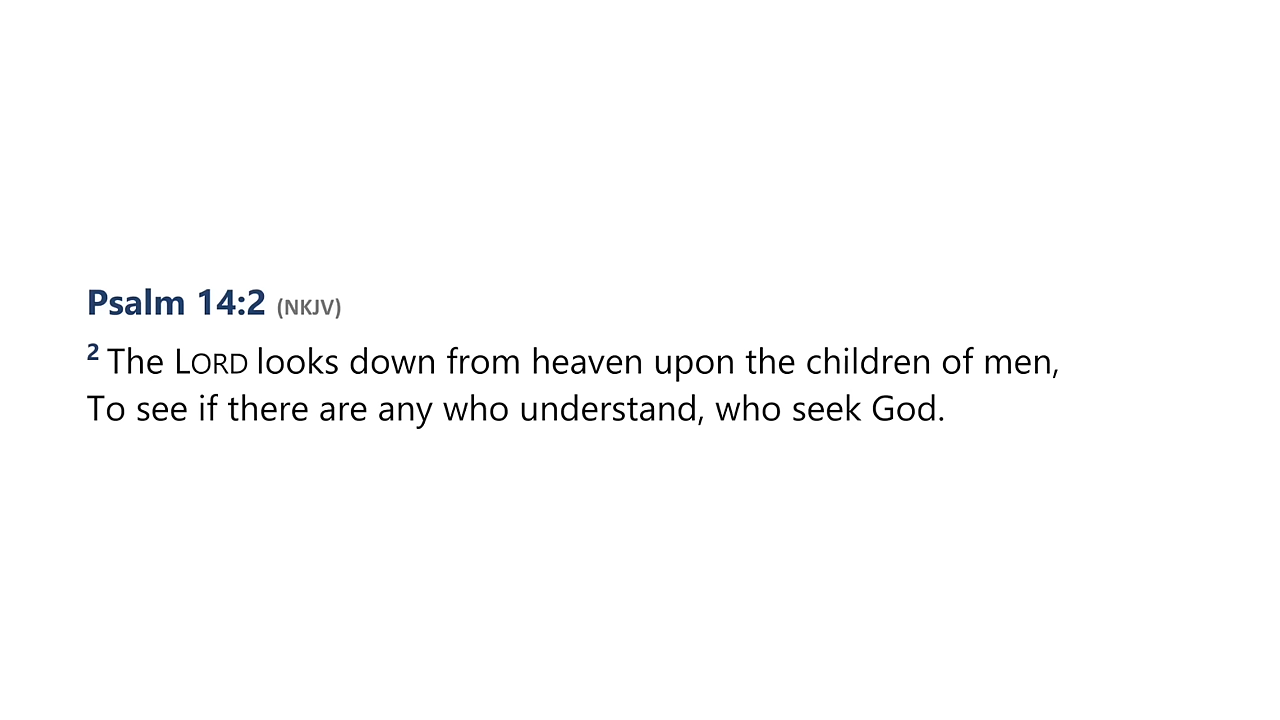 Psalm 14:2 (NKJV)
2 The LORD looks down from heaven upon the children of men,
To see if there are any who understand, who seek God.